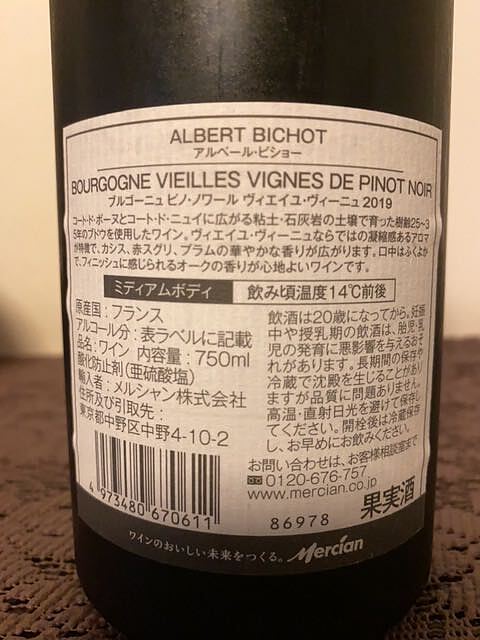 ALBERT BICHOT
アルベール・ビショー
BOURGOGNE VIEILLES VIGNES DE PINOT NOIR
ブルゴーニュ ピノ・ノワール ヴィエイユ・ヴィーニュ 2019
コート・ド・ボーヌとコート・ド・ニュイに広がる粘土・石灰岩の土壌で育った樹齢25~3
5年のブドウを使用したワイン。ヴィエイユ・ヴィーニュならではの凝縮感あるアロマ
が特徴で、カシス、赤スグリ、プラムの華やかな香りが広がります。口中はふくよか
で、フィニッシュに感じられるオークの香りが心地よいワインです。
ミディアムボディ 飲み頃温度14℃前後
原産国:フランス
アルコール分:表ラベルに記載
品名:ワイン 内容量:750ml
酸化防止剤(亜硫酸塩)
輸入者:メルシャン株式会社
住所及び引取先:
東京都中野区中野4-10-2
飲酒は20歳になってから。妊娠
中や授乳期の飲酒は、胎児・乳
児の発育に悪影響を与えるおそ
れがあります。長期間の保存や
冷蔵で沈殿を生じることがあり
ますが品質に問題ありません。
高温・直射日光を避けて保存し
てください。開栓後は冷蔵保存
し、お早めにお飲みください。
お問い合わせは、お客様相談室まで
0120-676-757
www.mercian.co.jp
4 973480 670611
86978
果実酒
ワインのおいしい未来をつくる。 Mercian